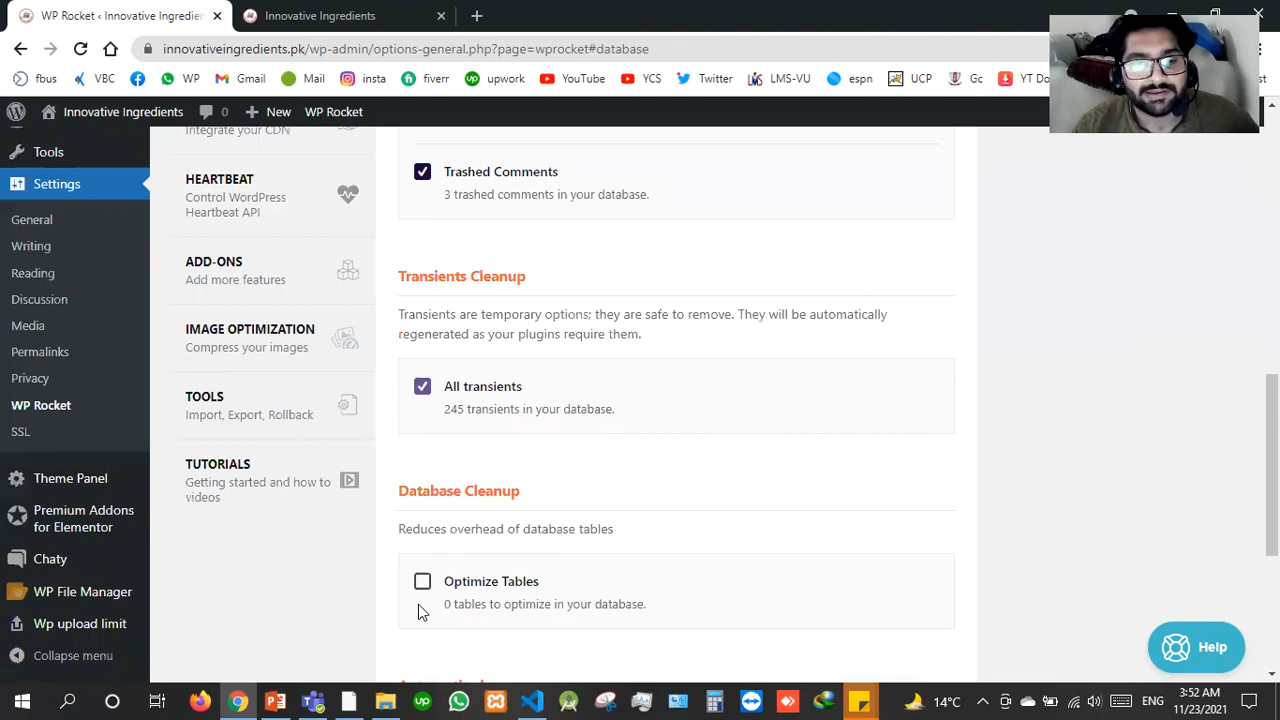 WP Rocket ‹ Innovative Ingredien
Innovative Ingredients
innovativeingredients.pk/wp-admin/options-general.php?page=wprocket#database
fbus
VBC
WP
Gmail
Mail
insta
fiverr
upwork
YouTube
YCS
Twitter
LMS-VU
espn
UCP
Gc
YT Do
st
Innovative Ingredients
0
New
WP Rocket
Tools
Settings
General
Writing
Reading
Discussion
Media
Permalinks
Privacy
WP Rocket
SSL
Theme Panel
Premium Addons
for Elementor
Chaty
WP File Manager
Wp upload limit
Collapse menu
Integrate your CDN
HEARTBEAT
Control WordPress
Heartbeat API
ADD-ONS
Add more features
IMAGE OPTIMIZATION
Compress your images
TOOLS
Import, Export, Rollback
TUTORIALS
Getting started and how to
videos
Trashed Comments
3 trashed comments in your database.
Transients Cleanup
Transients are temporary options; they are safe to remove. They will be automatically
regenerated as your plugins require them.
All transients
245 transients in your database.
Database Cleanup
Reduces overhead of database tables
Optimize Tables
0 tables to optimize in your database.
Help
14°C
ENG
3:52 AM
11/23/2021